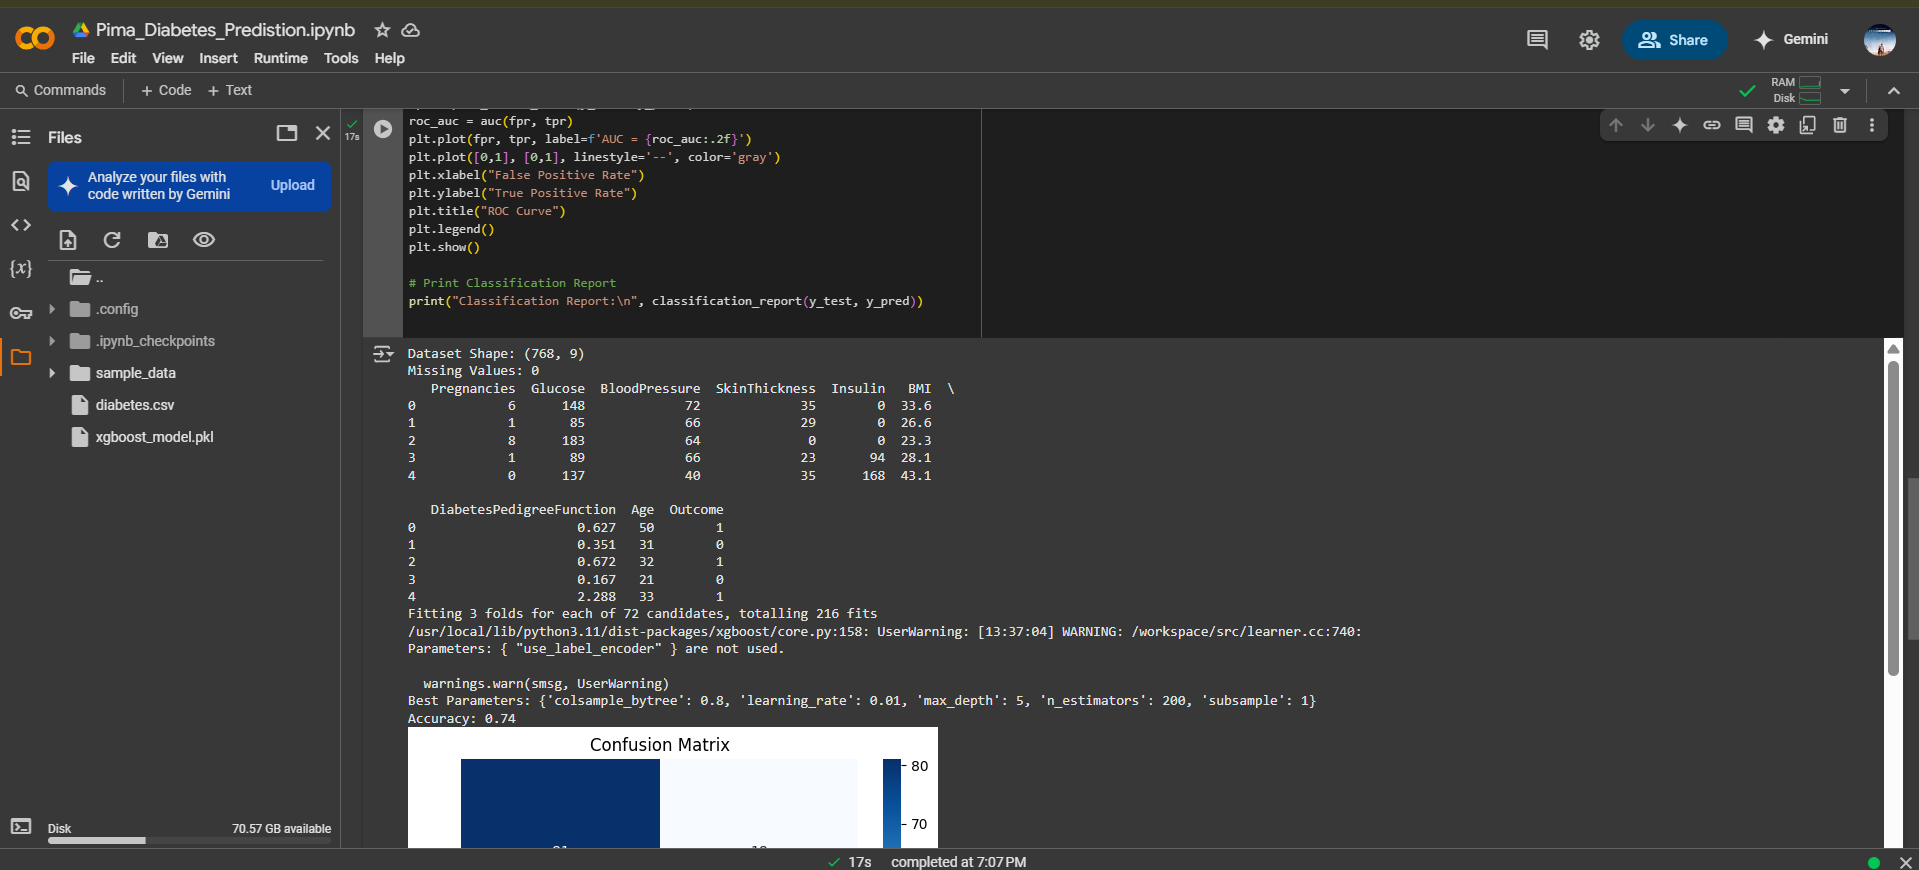 Pima_Diabetes_Predistion.ipynb
File Edit View Insert Runtime Tools Help
Share
Gemini
Commands
+ Code + Text
RAM
Disk
Files
Analyze your files with
code written by Gemini
Upload
{x}
..
.config
.ipynb_checkpoints
sample_data
diabetes.csv
xgboost_model.pkl
Disk
70.57 GB available
17s
roc_auc = auc(fpr, tpr)
plt.plot(fpr, tpr, label=f'AUC = {roc_auc:.2f}')
plt.plot([0,1], [0,1], linestyle='--', color='gray')
plt.xlabel("False Positive Rate")
plt.ylabel("True Positive Rate")
plt.title("ROC Curve")
plt.legend()
plt.show()
# Print Classification Report
print("Classification Report:\n", classification_report(y_test, y_pred))
Dataset Shape: (768, 9)
Missing Values: 0
Pregnancies Glucose BloodPressure SkinThickness Insulin BMI \
0 6 148 72 35 0 33.6
1 1 85 66 29 0 26.6
2 8 183 64 0 0 23.3
3 1 89 66 23 94 28.1
4 0 137 40 35 168 43.1
DiabetesPedigreeFunction Age Outcome
0 0.627 50 1
1 0.351 31 0
2 0.672 32 1
3 0.167 21 0
4 2.288 33 1
Fitting 3 folds for each of 72 candidates, totalling 216 fits
/usr/local/lib/python3.11/dist-packages/xgboost/core.py:158: UserWarning: [13:37:04] WARNING: /workspace/src/learner.cc:740:
Parameters: { "use_label_encoder" } are not used.
warnings.warn(smsg, UserWarning)
Best Parameters: {'colsample_bytree': 0.8, 'learning_rate': 0.01, 'max_depth': 5, 'n_estimators': 200, 'subsample': 1}
Accuracy: 0.74
Confusion Matrix
80
70
17s completed at 7:07 PM